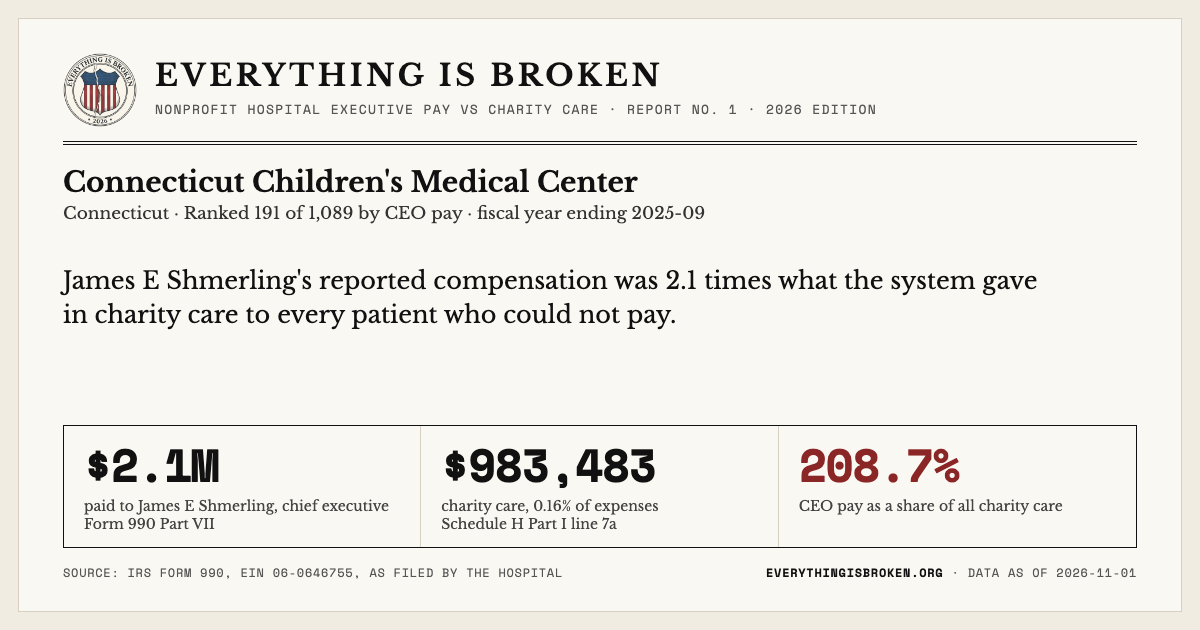 EVERYTHING IS BROKEN
2026
EVERYTHING IS BROKEN
NONPROFIT HOSPITAL EXECUTIVE PAY VS CHARITY CARE · REPORT NO. 1 · 2026 EDITION
Connecticut Children's Medical Center
Connecticut · Ranked 191 of 1,089 by CEO pay · fiscal year ending 2025-09
James E Shmerling's reported compensation was 2.1 times what the system gave
in charity care to every patient who could not pay.
$2.1M
paid to James E Shmerling, chief executive
Form 990 Part VII
$983,483
charity care, 0.16% of expenses
Schedule H Part I line 7a
208.7%
CEO pay as a share of all charity care
SOURCE: IRS FORM 990, EIN 06-0646755, AS FILED BY THE HOSPITAL
EVERYTHINGISBROKEN.ORG · DATA AS OF 2026-11-01